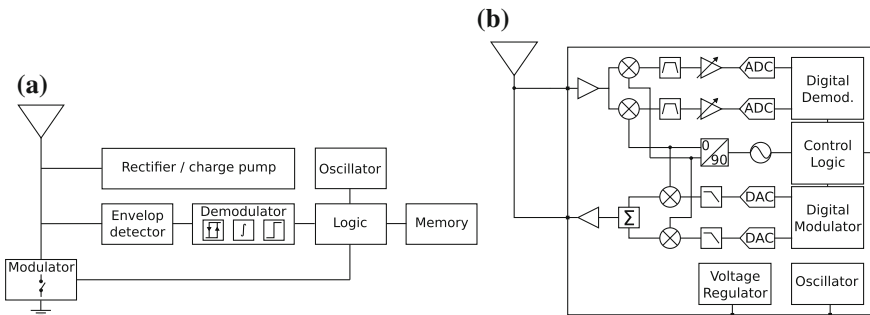 (a)
Rectifier / charge pump
Oscillator
Envelop
detector
Demodulator
∫
Logic
Memory
Modulator
(b)
ADC
ADC
Digital
Demod.
0
90
Control
Logic
Σ
DAC
DAC
Digital
Modulator
Voltage
Regulator
Oscillator